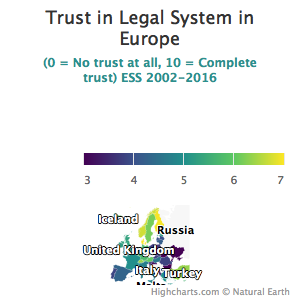 Trust in Legal System in
Europe
(0 = No trust at all, 10 = Complete
trust) ESS 2002-2016
3 4 5 6 7
Iceland
Russia
United Kingdom
Italy
Turkey
Highcharts.com © Natural Earth